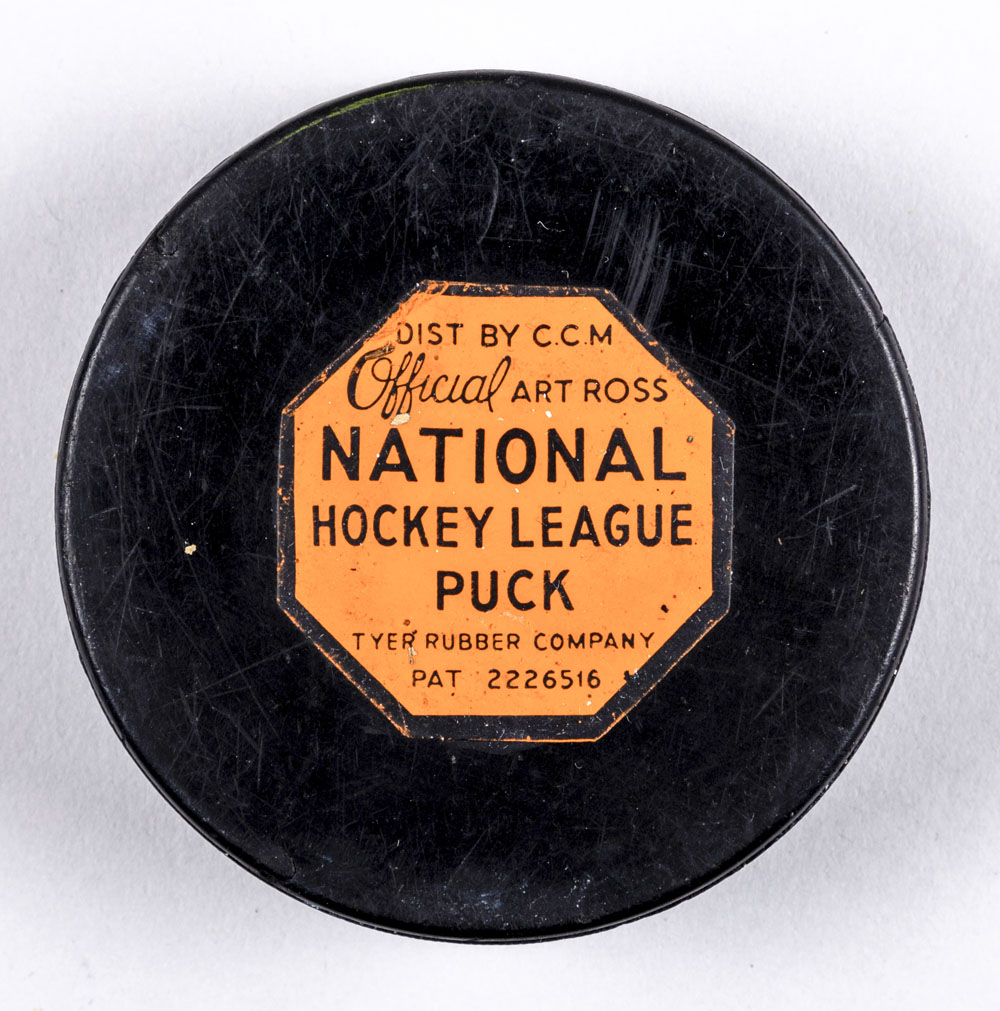 DIST BY C.C.M
Official ART ROSS
NATIONAL
HOCKEY LEAGUE
PUCK
TYER RUBBER COMPANY
PAT 2226516